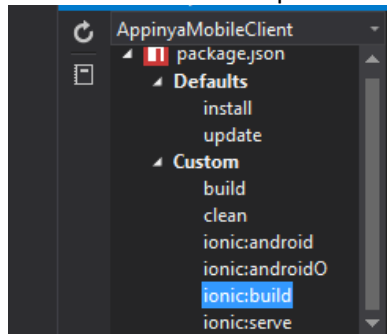 AppinyaMobileClient
package.json
Defaults
install
update
Custom
build
clean
ionic:android
ionic:androidO
ionic:build
ionic:serve